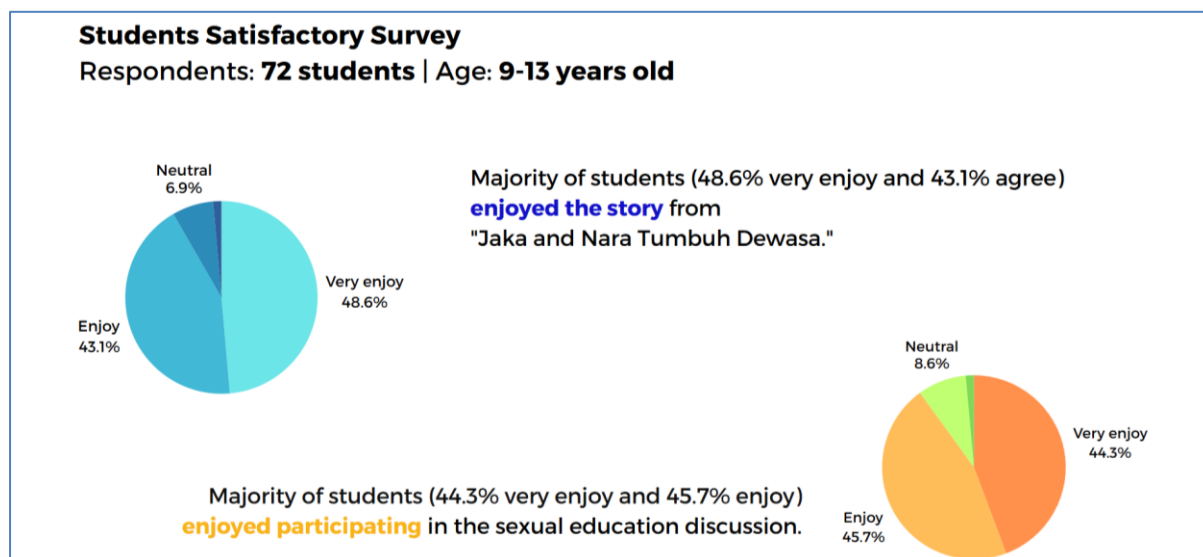 Students Satisfactory Survey
Respondents: 72 students | Age: 9-13 years old
Neutral
6.9%
Very enjoy
48.6%
Enjoy
43.1%
Majority of students (48.6% very enjoy and 43.1% agree)
enjoyed the story from
"Jaka and Nara Tumbuh Dewasa."
Neutral
8.6%
Very enjoy
44.3%
Enjoy
45.7%
Majority of students (44.3% very enjoy and 45.7% enjoy)
enjoyed participating in the sexual education discussion.